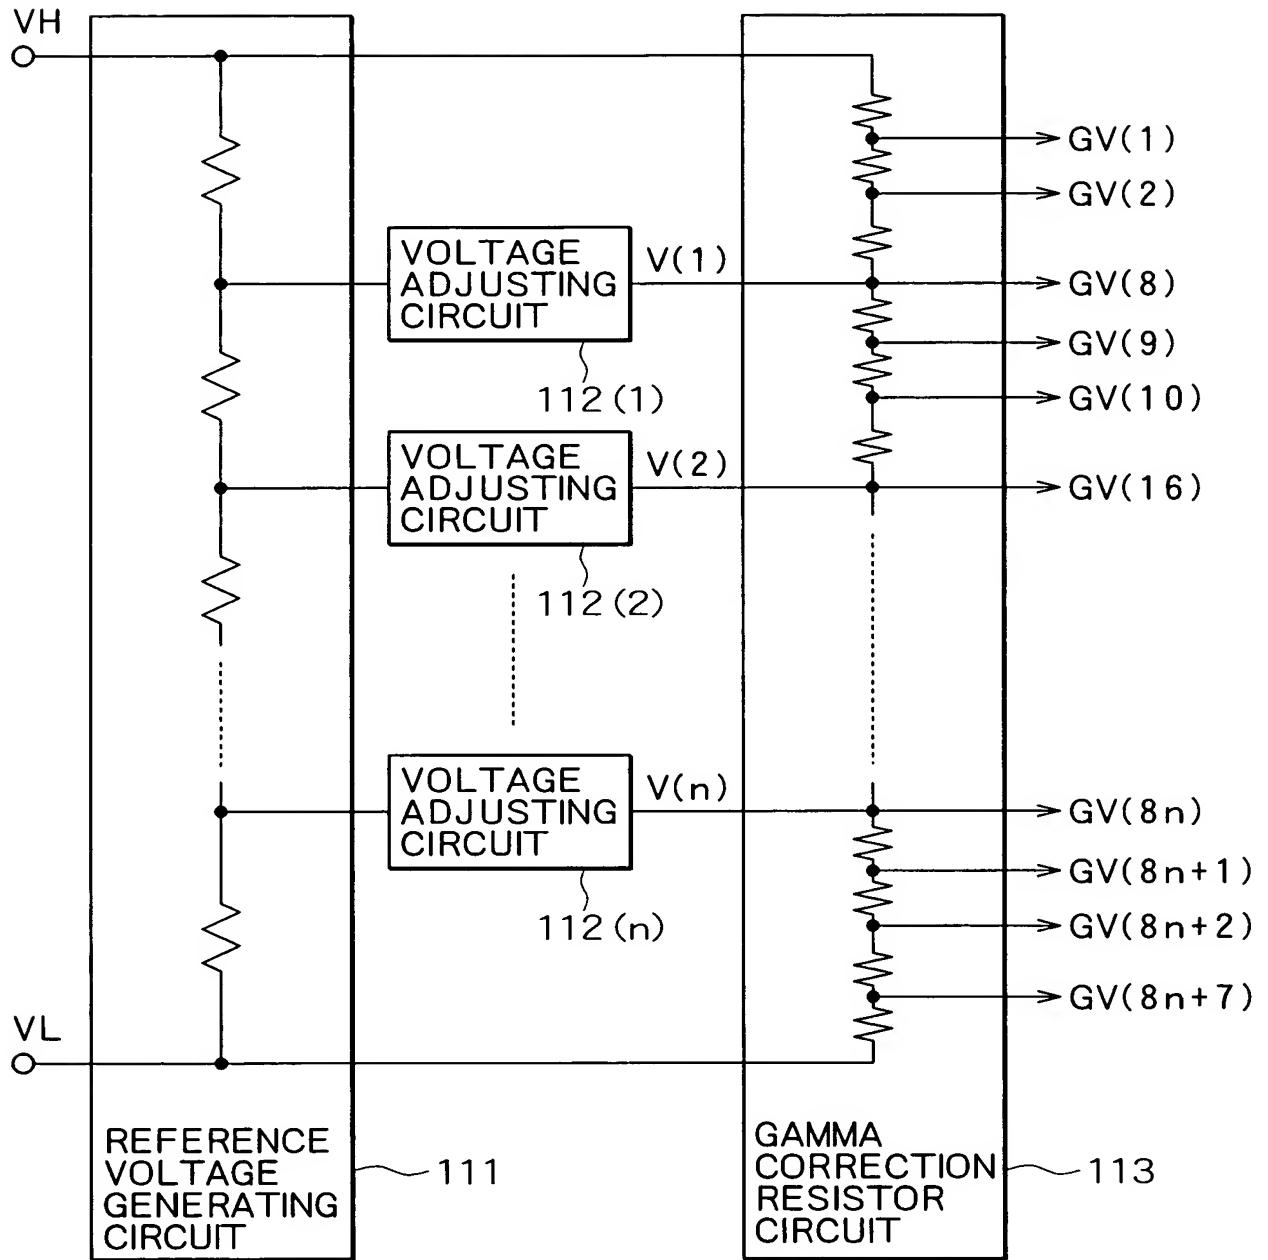 VH
GV(1)
GV(2)
VOLTAGE
ADJUSTING
CIRCUIT
V(1)
GV(8)
112(1)
GV(9)
GV(10)
VOLTAGE
ADJUSTING
CIRCUIT
V(2)
GV(16)
112(2)
VOLTAGE
ADJUSTING
CIRCUIT
V(n)
GV(8n)
112(n)
GV(8n+1)
GV(8n+2)
GV(8n+7)
VL
REFERENCE
VOLTAGE
GENERATING
CIRCUIT
111
GAMMA
CORRECTION
RESISTOR
CIRCUIT
113